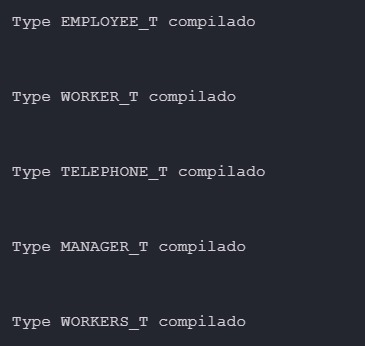 Type EMPLOYEE_T compilado
Type WORKER_T compilado
Type TELEPHONE_T compilado
Type MANAGER_T compilado
Type WORKERS_T compilado